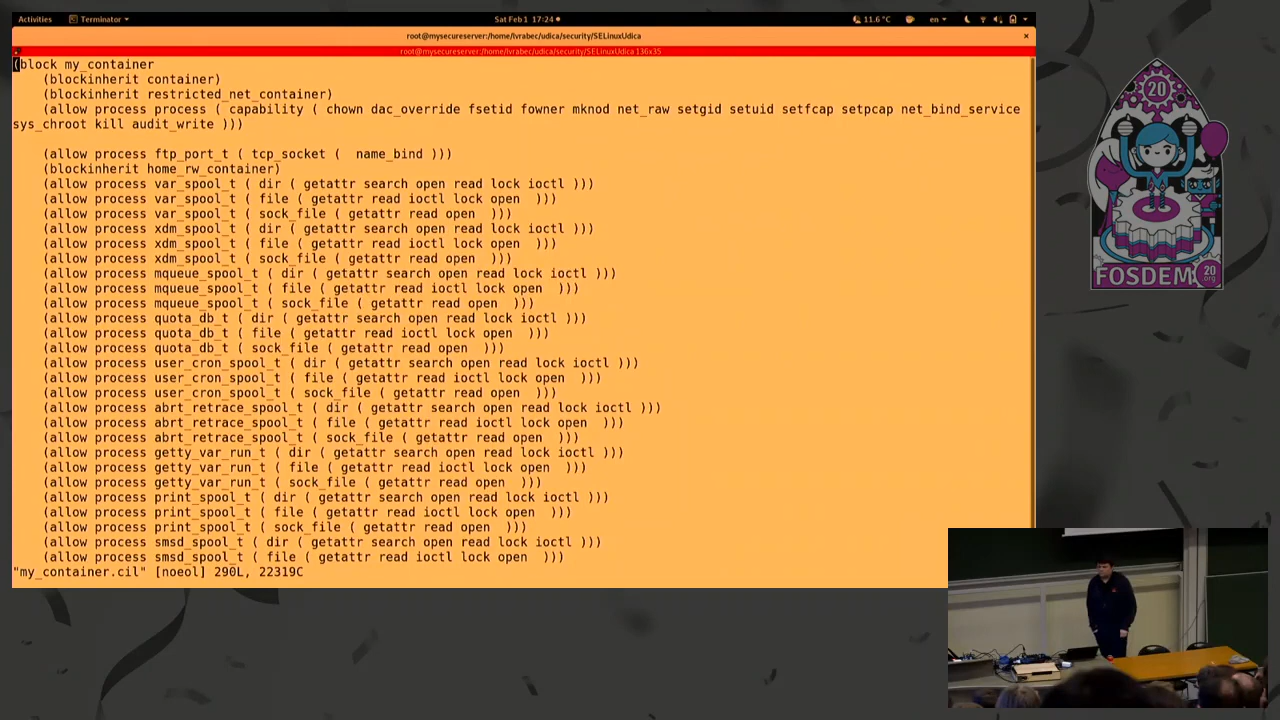 Activities
Terminator
Sat Feb 1 17:24
11.6 °C
en
root@mysecureserver:/home/lvrabec/udica/security/SELinuxUdica
root@mysecureserver:/home/lvrabec/udica/security/SELinuxUdica 136x35
(block my_container
(blockinherit container)
(blockinherit restricted_net_container)
(allow process process ( capability ( chown dac_override fsetid fowner mknod net_raw setgid setuid setfcap setpcap net_bind_service
sys_chroot kill audit_write )))
(allow process ftp_port_t ( tcp_socket (  name_bind )))
(blockinherit home_rw_container)
(allow process var_spool_t ( dir ( getattr search open read lock ioctl )))
(allow process var_spool_t ( file ( getattr read ioctl lock open  )))
(allow process var_spool_t ( sock_file ( getattr read open  )))
(allow process xdm_spool_t ( dir ( getattr search open read lock ioctl )))
(allow process xdm_spool_t ( file ( getattr read ioctl lock open  )))
(allow process xdm_spool_t ( sock_file ( getattr read open  )))
(allow process mqueue_spool_t ( dir ( getattr search open read lock ioctl )))
(allow process mqueue_spool_t ( file ( getattr read ioctl lock open  )))
(allow process mqueue_spool_t ( sock_file ( getattr read open  )))
(allow process quota_db_t ( dir ( getattr search open read lock ioctl )))
(allow process quota_db_t ( file ( getattr read ioctl lock open  )))
(allow process quota_db_t ( sock_file ( getattr read open  )))
(allow process user_cron_spool_t ( dir ( getattr search open read lock ioctl )))
(allow process user_cron_spool_t ( file ( getattr read ioctl lock open  )))
(allow process user_cron_spool_t ( sock_file ( getattr read open  )))
(allow process abrt_retrace_spool_t ( dir ( getattr search open read lock ioctl )))
(allow process abrt_retrace_spool_t ( file ( getattr read ioctl lock open  )))
(allow process abrt_retrace_spool_t ( sock_file ( getattr read open  )))
(allow process getty_var_run_t ( dir ( getattr search open read lock ioctl )))
(allow process getty_var_run_t ( file ( getattr read ioctl lock open  )))
(allow process getty_var_run_t ( sock_file ( getattr read open  )))
(allow process print_spool_t ( dir ( getattr search open read lock ioctl )))
(allow process print_spool_t ( file ( getattr read ioctl lock open  )))
(allow process print_spool_t ( sock_file ( getattr read open  )))
(allow process smsd_spool_t ( dir ( getattr search open read lock ioctl )))
(allow process smsd_spool_t ( file ( getattr read ioctl lock open  )))
"my_container.cil" [noeol] 290L, 22319C
20
FOSDEM
20
.org